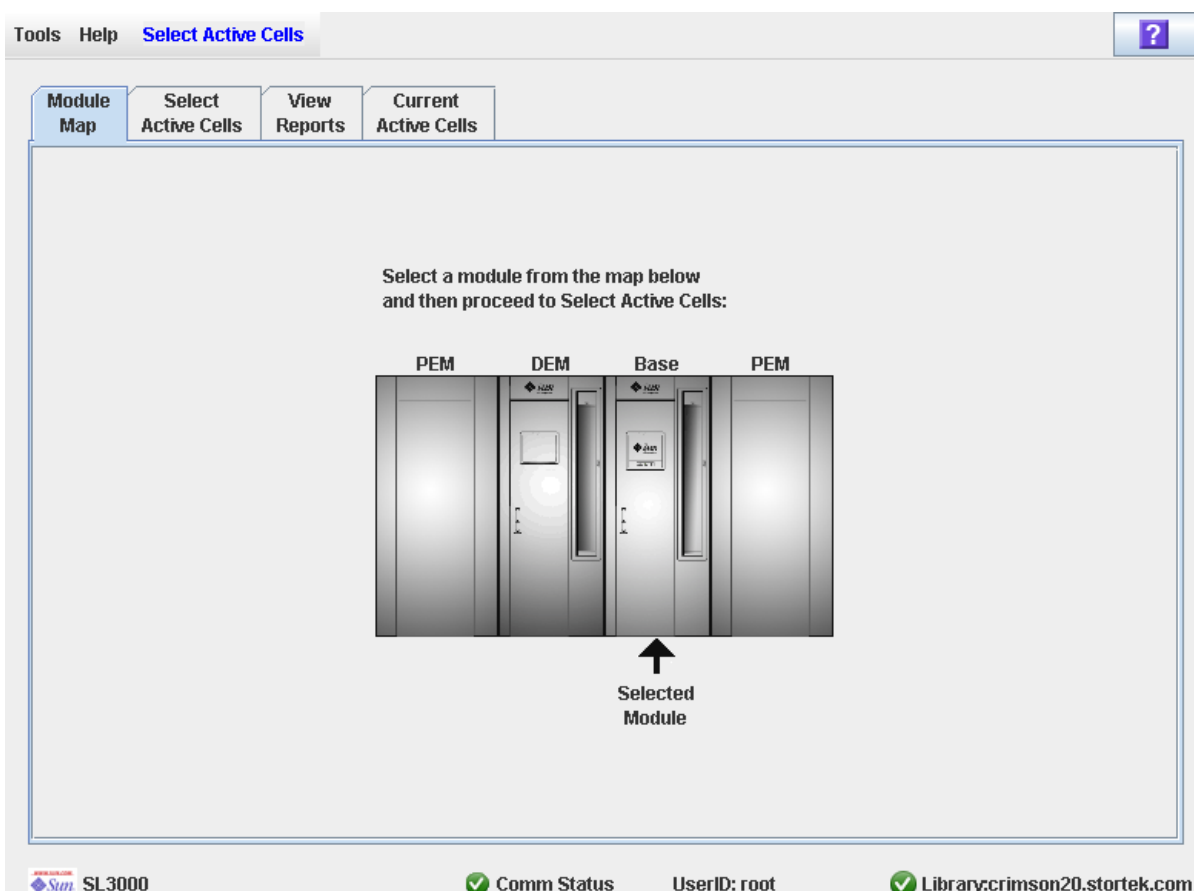 Tools Help Select Active Cells
?
Module Map
Select Active Cells
View Reports
Current Active Cells
Select a module from the map below
and then proceed to Select Active Cells:
PEM DEM Base PEM
Sun
Selected
Module
Sun SL3000 Comm Status UserID: root Library:crimson20.stortek.com